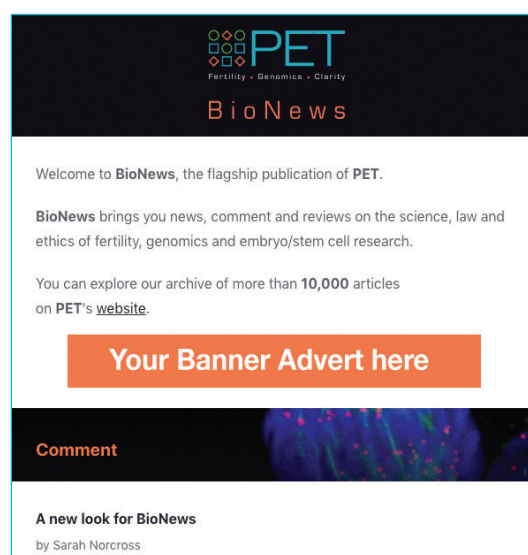 PET
Fertility • Genomics • Clarity
BioNews
Welcome to BioNews, the flagship publication of PET.
BioNews brings you news, comment and reviews on the science, law and
ethics of fertility, genomics and embryo/stem cell research.
You can explore our archive of more than 10,000 articles
on PET's website.
Your Banner Advert here
Comment
A new look for BioNews
by Sarah Norcross